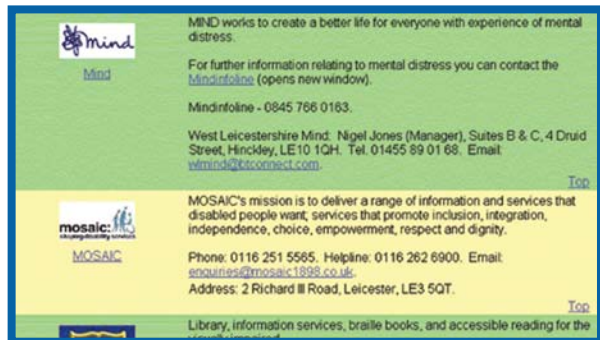 mind
Mind
MIND works to create a better life for everyone with experience of mental
distress.
For further information relating to mental distress you can contact the
Mindinfoline (opens new window).
Mindinfoline - 0845 766 0163.
West Leicestershire Mind: Nigel Jones (Manager), Suites B & C, 4 Druid
Street, Hinckley, LE10 1QH. Tel. 01455 89 01 68. Email:
wlmind@btconnect.com.
Top
mosaic:
shaping disability services
MOSAIC
MOSAIC's mission is to deliver a range of information and services that
disabled people want; services that promote inclusion, integration,
independence, choice, empowerment, respect and dignity.
Phone: 0116 251 5565. Helpline: 0116 262 6900. Email:
enquiries@mosaic1898.co.uk.
Address: 2 Richard III Road, Leicester, LE3 5QT.
Top
Library, information services, braille books, and accessible reading for the
visually impaired